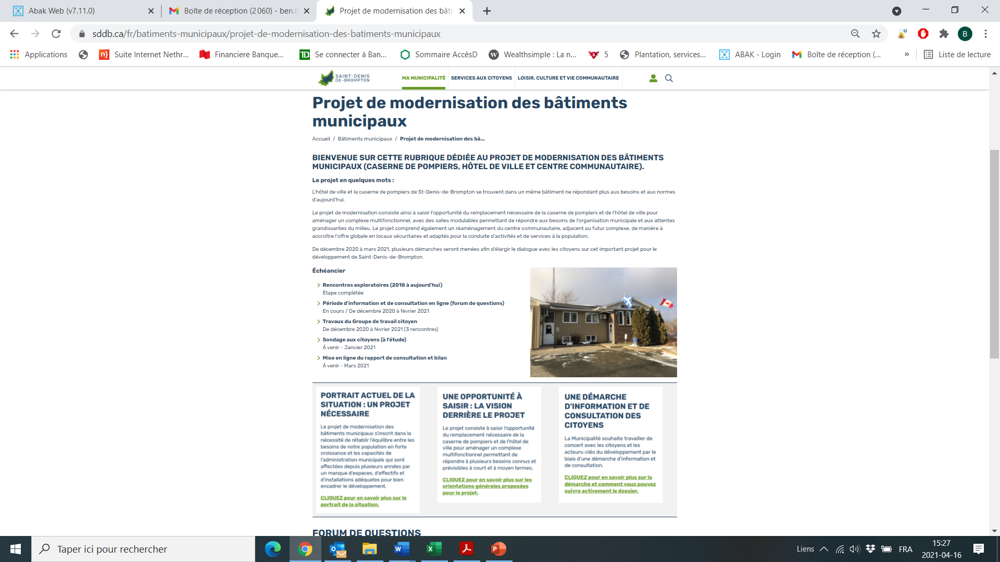 Abak Web (v7.11.0)
Boîte de réception (2 060) - ben.t
Projet de modernisation des bâti
sddb.ca/fr/batiments-municipaux/projet-de-modernisation-des-batiments-municipaux
B
Applications
Suite Internet Nethr...
Financiere Banque...
Se connecter à Ban...
Sommaire AccèsD
Wealthsimple : La n...
5
Plantation, services...
ABAK - Login
Boîte de réception (...
»
Liste de lecture
SAINT-DENIS
DE-BROMPTON
MA MUNICIPALITÉ
SERVICES AUX CITOYENS
LOISIR, CULTURE ET VIE COMMUNAUTAIRE
Projet de modernisation des bâtiments
municipaux
Accueil / Bâtiments municipaux / Projet de modernisation des bâ...
BIENVENUE SUR CETTE RUBRIQUE DÉDIÉE AU PROJET DE MODERNISATION DES BÂTIMENTS
MUNICIPAUX (CASERNE DE POMPIERS, HÔTEL DE VILLE ET CENTRE COMMUNAUTAIRE).
Le projet en quelques mots :
L'hôtel de ville et la caserne de pompiers de St-Denis-de-Brompton se trouvent dans un même bâtiment ne répondant plus aux besoins et aux normes
d'aujourd'hui.
Le projet de modernisation consiste ainsi à saisir l'opportunité du remplacement nécessaire de la caserne de pompiers et de l'hôtel de ville pour
aménager un complexe multifonctionnel, avec des salles modulables permettant de répondre aux besoins de l'organisation municipale et aux attentes
grandissantes du milieu. Le projet comprend également un réaménagement du centre communautaire, adjacent au futur complexe, de manière à
accroître l'offre globale en locaux sécuritaires et adaptés pour la conduite d'activités et de services à la population.
De décembre 2020 à mars 2021, plusieurs démarches seront menées afin d'élargir le dialogue avec les citoyens sur cet important projet pour le
développement de Saint-Denis-de-Brompton.
Échéancier
Rencontres exploratoires (2018 à aujourd'hui)
Étape complétée
Période d'information et de consultation en ligne (forum de questions)
En cours / De décembre 2020 à février 2021
Travaux du Groupe de travail citoyen
De décembre 2020 à février 2021 (3 rencontres)
Sondage aux citoyens (à l'étude)
À venir - Janvier 2021
Mise en ligne du rapport de consultation et bilan
À venir - Mars 2021
PORTRAIT ACTUEL DE LA
SITUATION : UN PROJET
NÉCESSAIRE
Le projet de modernisation des
bâtiments municipaux s'inscrit dans la
nécessité de rétablir l'équilibre entre les
besoins de notre population en forte
croissance et les capacités de
l'administration municipale qui sont
affectées depuis plusieurs années par
un manque d'espaces, d'effectifs et
d'installations adéquates pour bien
encadrer le développement.
CLIQUEZ pour en savoir plus sur le
portrait de la situation.
UNE OPPORTUNITÉ À
SAISIR : LA VISION
DERRIÈRE LE PROJET
Le projet consiste à saisir l'opportunité
du remplacement nécessaire de la
caserne de pompiers et de l'hôtel de
ville pour aménager un complexe
multifonctionnel permettant de
répondre à plusieurs besoins connus et
prévisibles à court et à moyen termes.
CLIQUEZ pour en savoir plus sur les
orientations générales proposées
pour le projet.
UNE DÉMARCHE
D'INFORMATION ET DE
CONSULTATION DES
CITOYENS
La Municipalité souhaite travailler de
concert avec les citoyens et les
acteurs-clés du développement par le
biais d'une démarche d'information et
de consultation.
CLIQUEZ pour en savoir plus sur la
démarche et comment vous pouvez
suivre activement le dossier.
FORUM DE QUESTIONS
Taper ici pour rechercher
Liens
FRA
15:27
2021-04-16